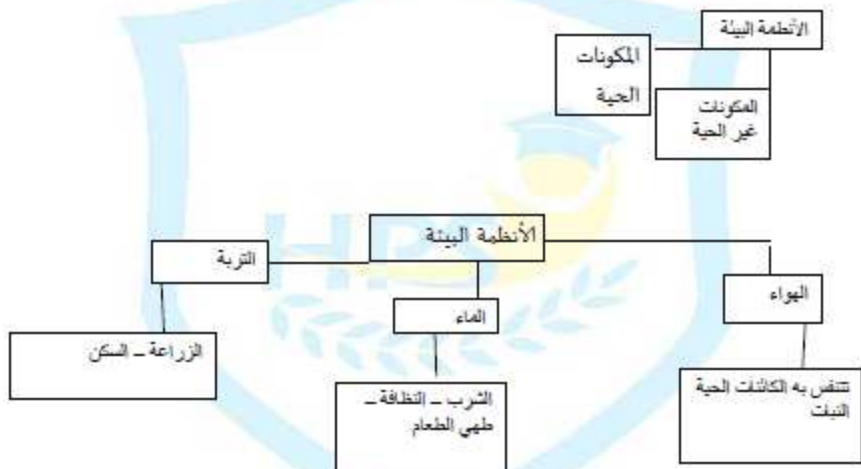 الأنظمة البيئة
المكونات
الحية
المكونات
غير الحية
HPS
الأنظمة البيئة
التربة
الهواء
الماء
الزراعة – السكن
الشرب – النظافة –
طهي الطعام
تتنفس به الكائنات الحية
النبات